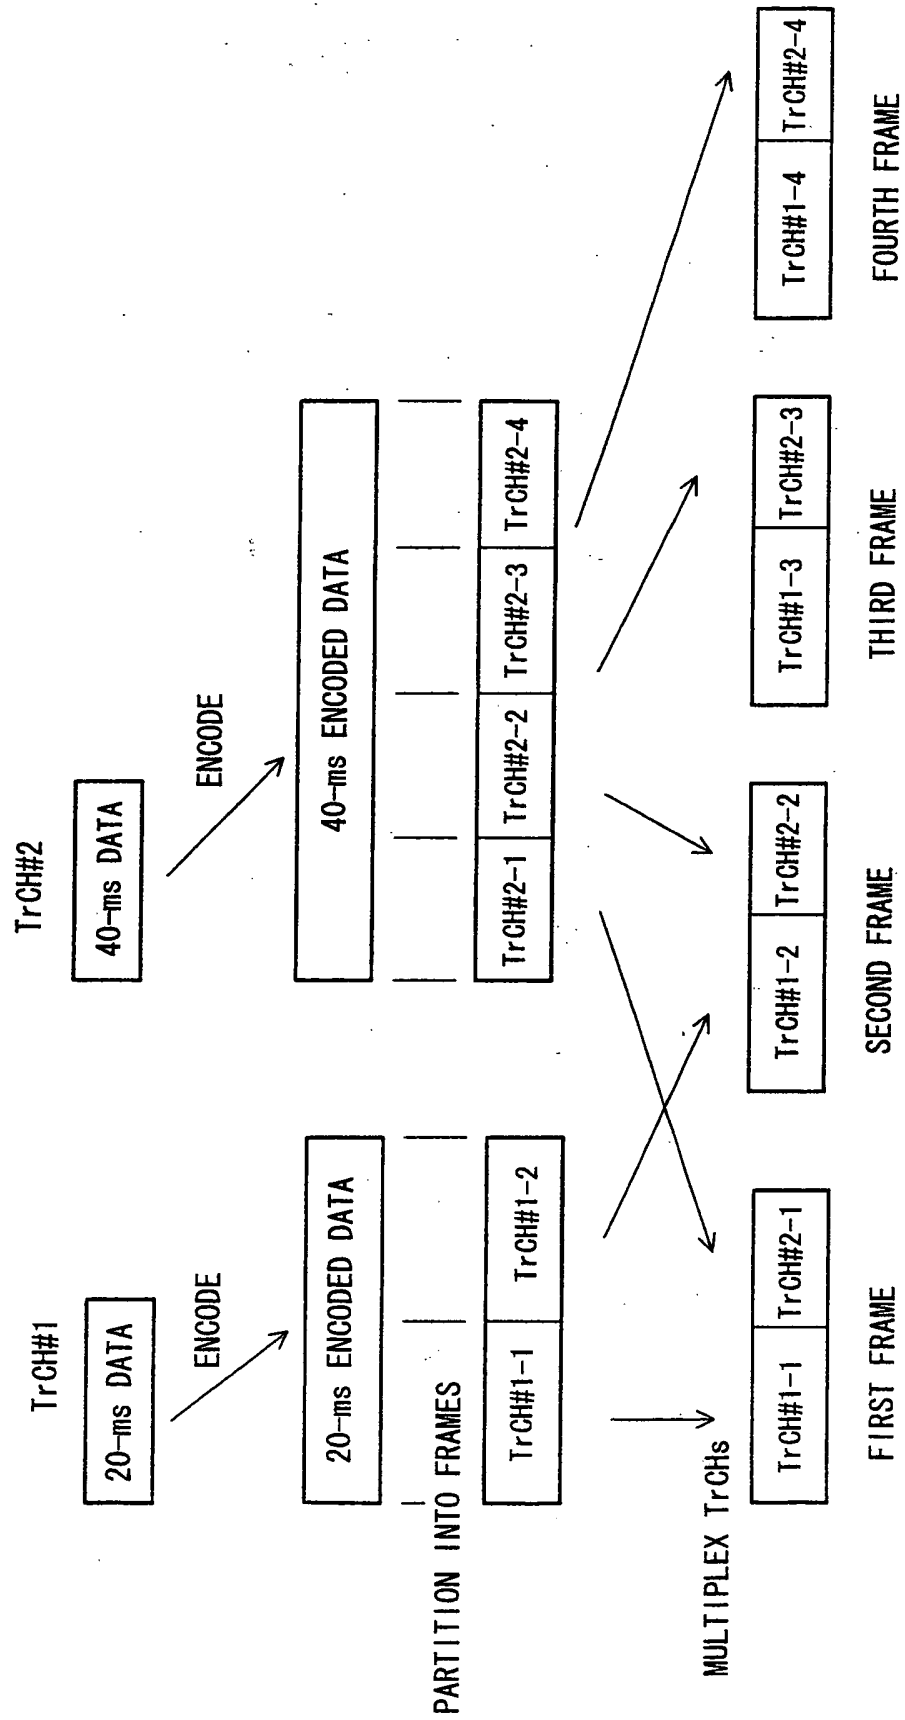 TrCH#1
TrCH#2
20-ms DATA
40-ms DATA
ENCODE
ENCODE
20-ms ENCODED DATA
40-ms ENCODED DATA
PARTITION INTO FRAMES
TrCH#1-1
TrCH#1-2
TrCH#2-1
TrCH#2-2
TrCH#2-3
TrCH#2-4
MULTIPLEX TrCHs
TrCH#1-1
TrCH#2-1
TrCH#1-2
TrCH#2-2
TrCH#1-3
TrCH#2-3
TrCH#1-4
TrCH#2-4
FIRST FRAME
SECOND FRAME
THIRD FRAME
FOURTH FRAME